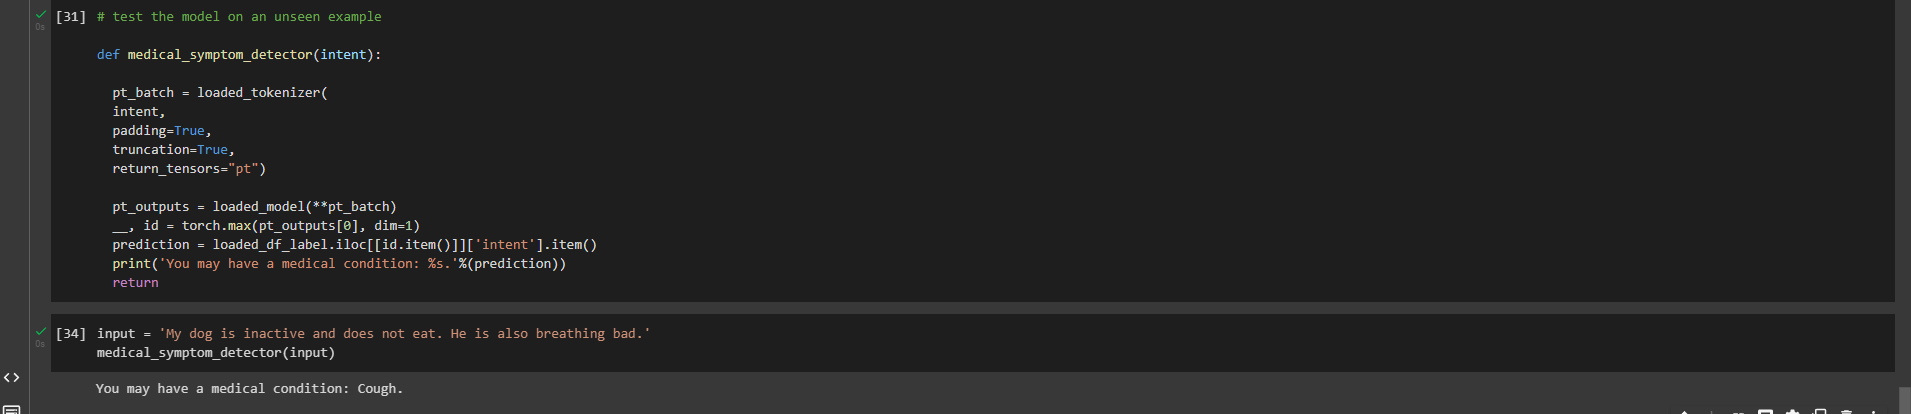 [31] # test the model on an unseen example
0s
def medical_symptom_detector(intent):
pt_batch = loaded_tokenizer(
intent,
padding=True,
truncation=True,
return_tensors="pt")
pt_outputs = loaded_model(**pt_batch)
__, id = torch.max(pt_outputs[0], dim=1)
prediction = loaded_df_label.iloc[[id.item()]]['intent'].item()
print('You may have a medical condition: %s.'%(prediction))
return
[34] input = 'My dog is inactive and does not eat. He is also breathing bad.'
0s
medical_symptom_detector(input)
You may have a medical condition: Cough.